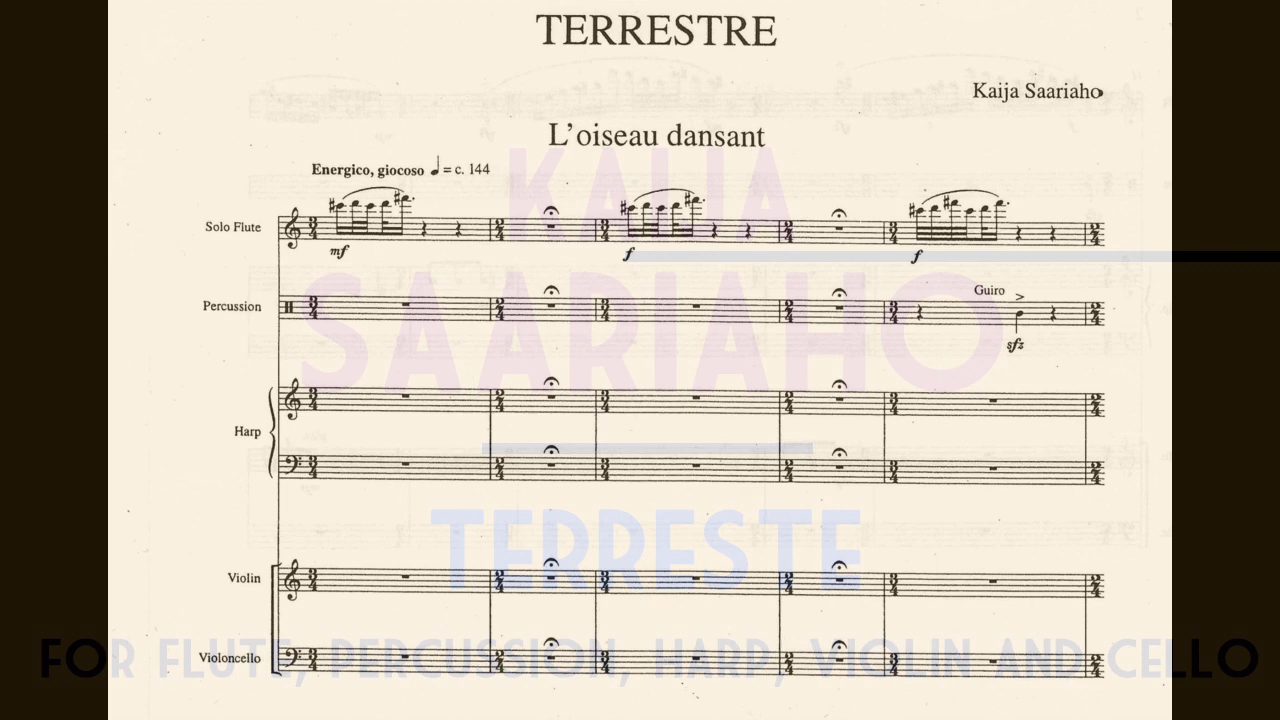 TERRESTRE
Kaija Saariaho
L'oiseau dansant
Energico, giocoso ♩ = c. 144
KAIJA
Solo Flute
mf
f
f
SAARIAHO
Guiro
Percussion
sfz
Harp
TERRESTE
Violin
FOR FLUTE, PERCUSSION, HARP, VIOLIN AND CELLO
Violoncello